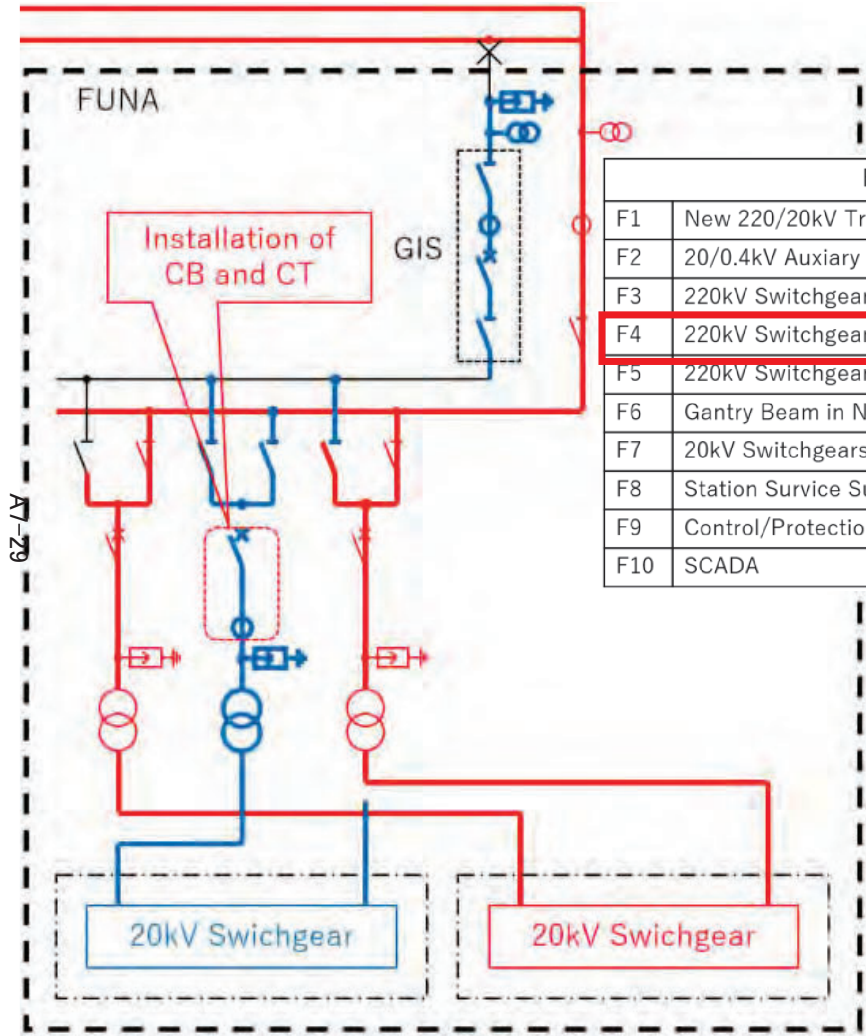 FUNA
Installation of
CB and CT
GIS
F1 New 220/20kV Tr
F2 20/0.4kV Auxiary
F3 220kV Switchgear
F4 220kV Switchgear
F5 220kV Switchgear
F6 Gantry Beam in N
F7 20kV Switchgears
F8 Station Survice Su
F9 Control/Protectio
F10 SCADA
A7-29
20kV Swichgear
20kV Swichgear